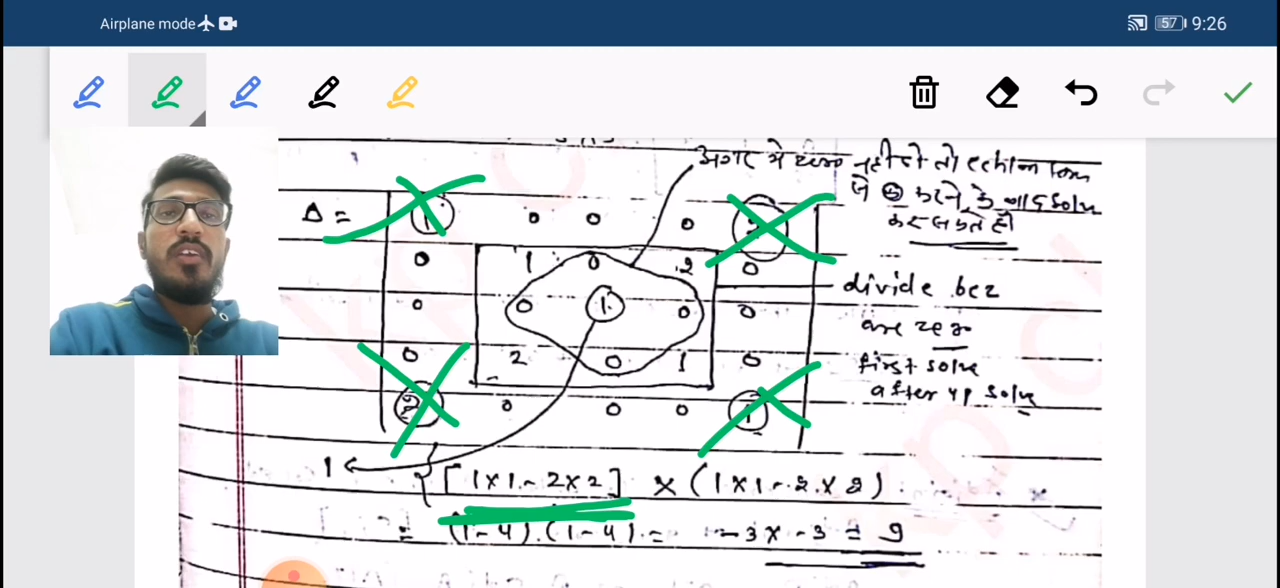 Airplane mode 57 9:26
अगर ये zero नहीं हो तो echlon form
से करने के बाद solve
कर सकते हैं
Δ = 1 0 0 0 2
0 1 0 2 0
0 0 1 0 0
0 2 0 1 0
2 0 0 0 1
divide bcz
are zero
first solve
after 4p solve
1 { [1×1-2×2] × (1×1-2×2)
= (1-4).(1-4) = -3×-3 = 9